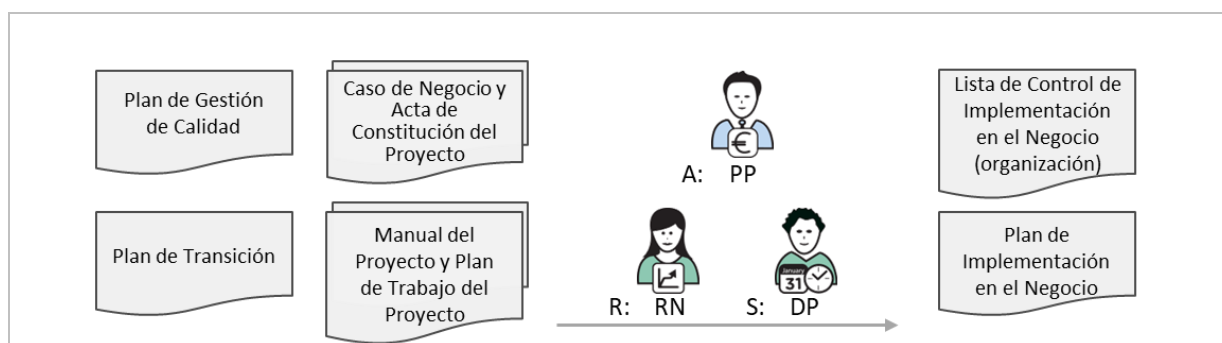 Plan de Gestión
de Calidad
Caso de Negocio y
Acta de
Constitución del
Proyecto
A: PP
Lista de Control de
Implementación
en el Negocio
(organización)
Plan de Transición
Manual del
Proyecto y Plan
de Trabajo del
Proyecto
€
January
31
R: RN
S: DP
Plan de
Implementación
en el Negocio